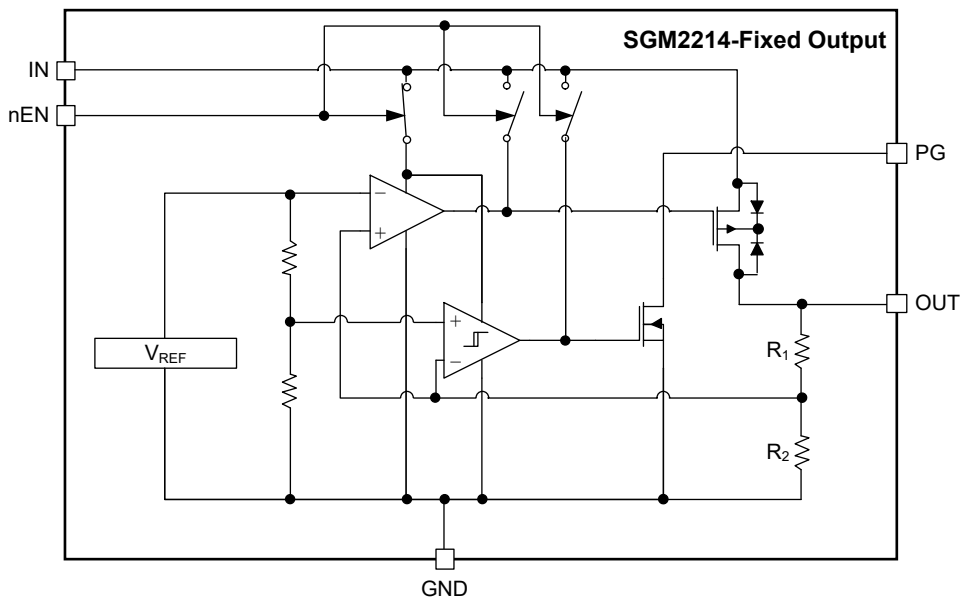 SGM2214-Fixed Output
IN
nEN
PG
−
+
OUT
+
−
R1
VREF
R2
GND